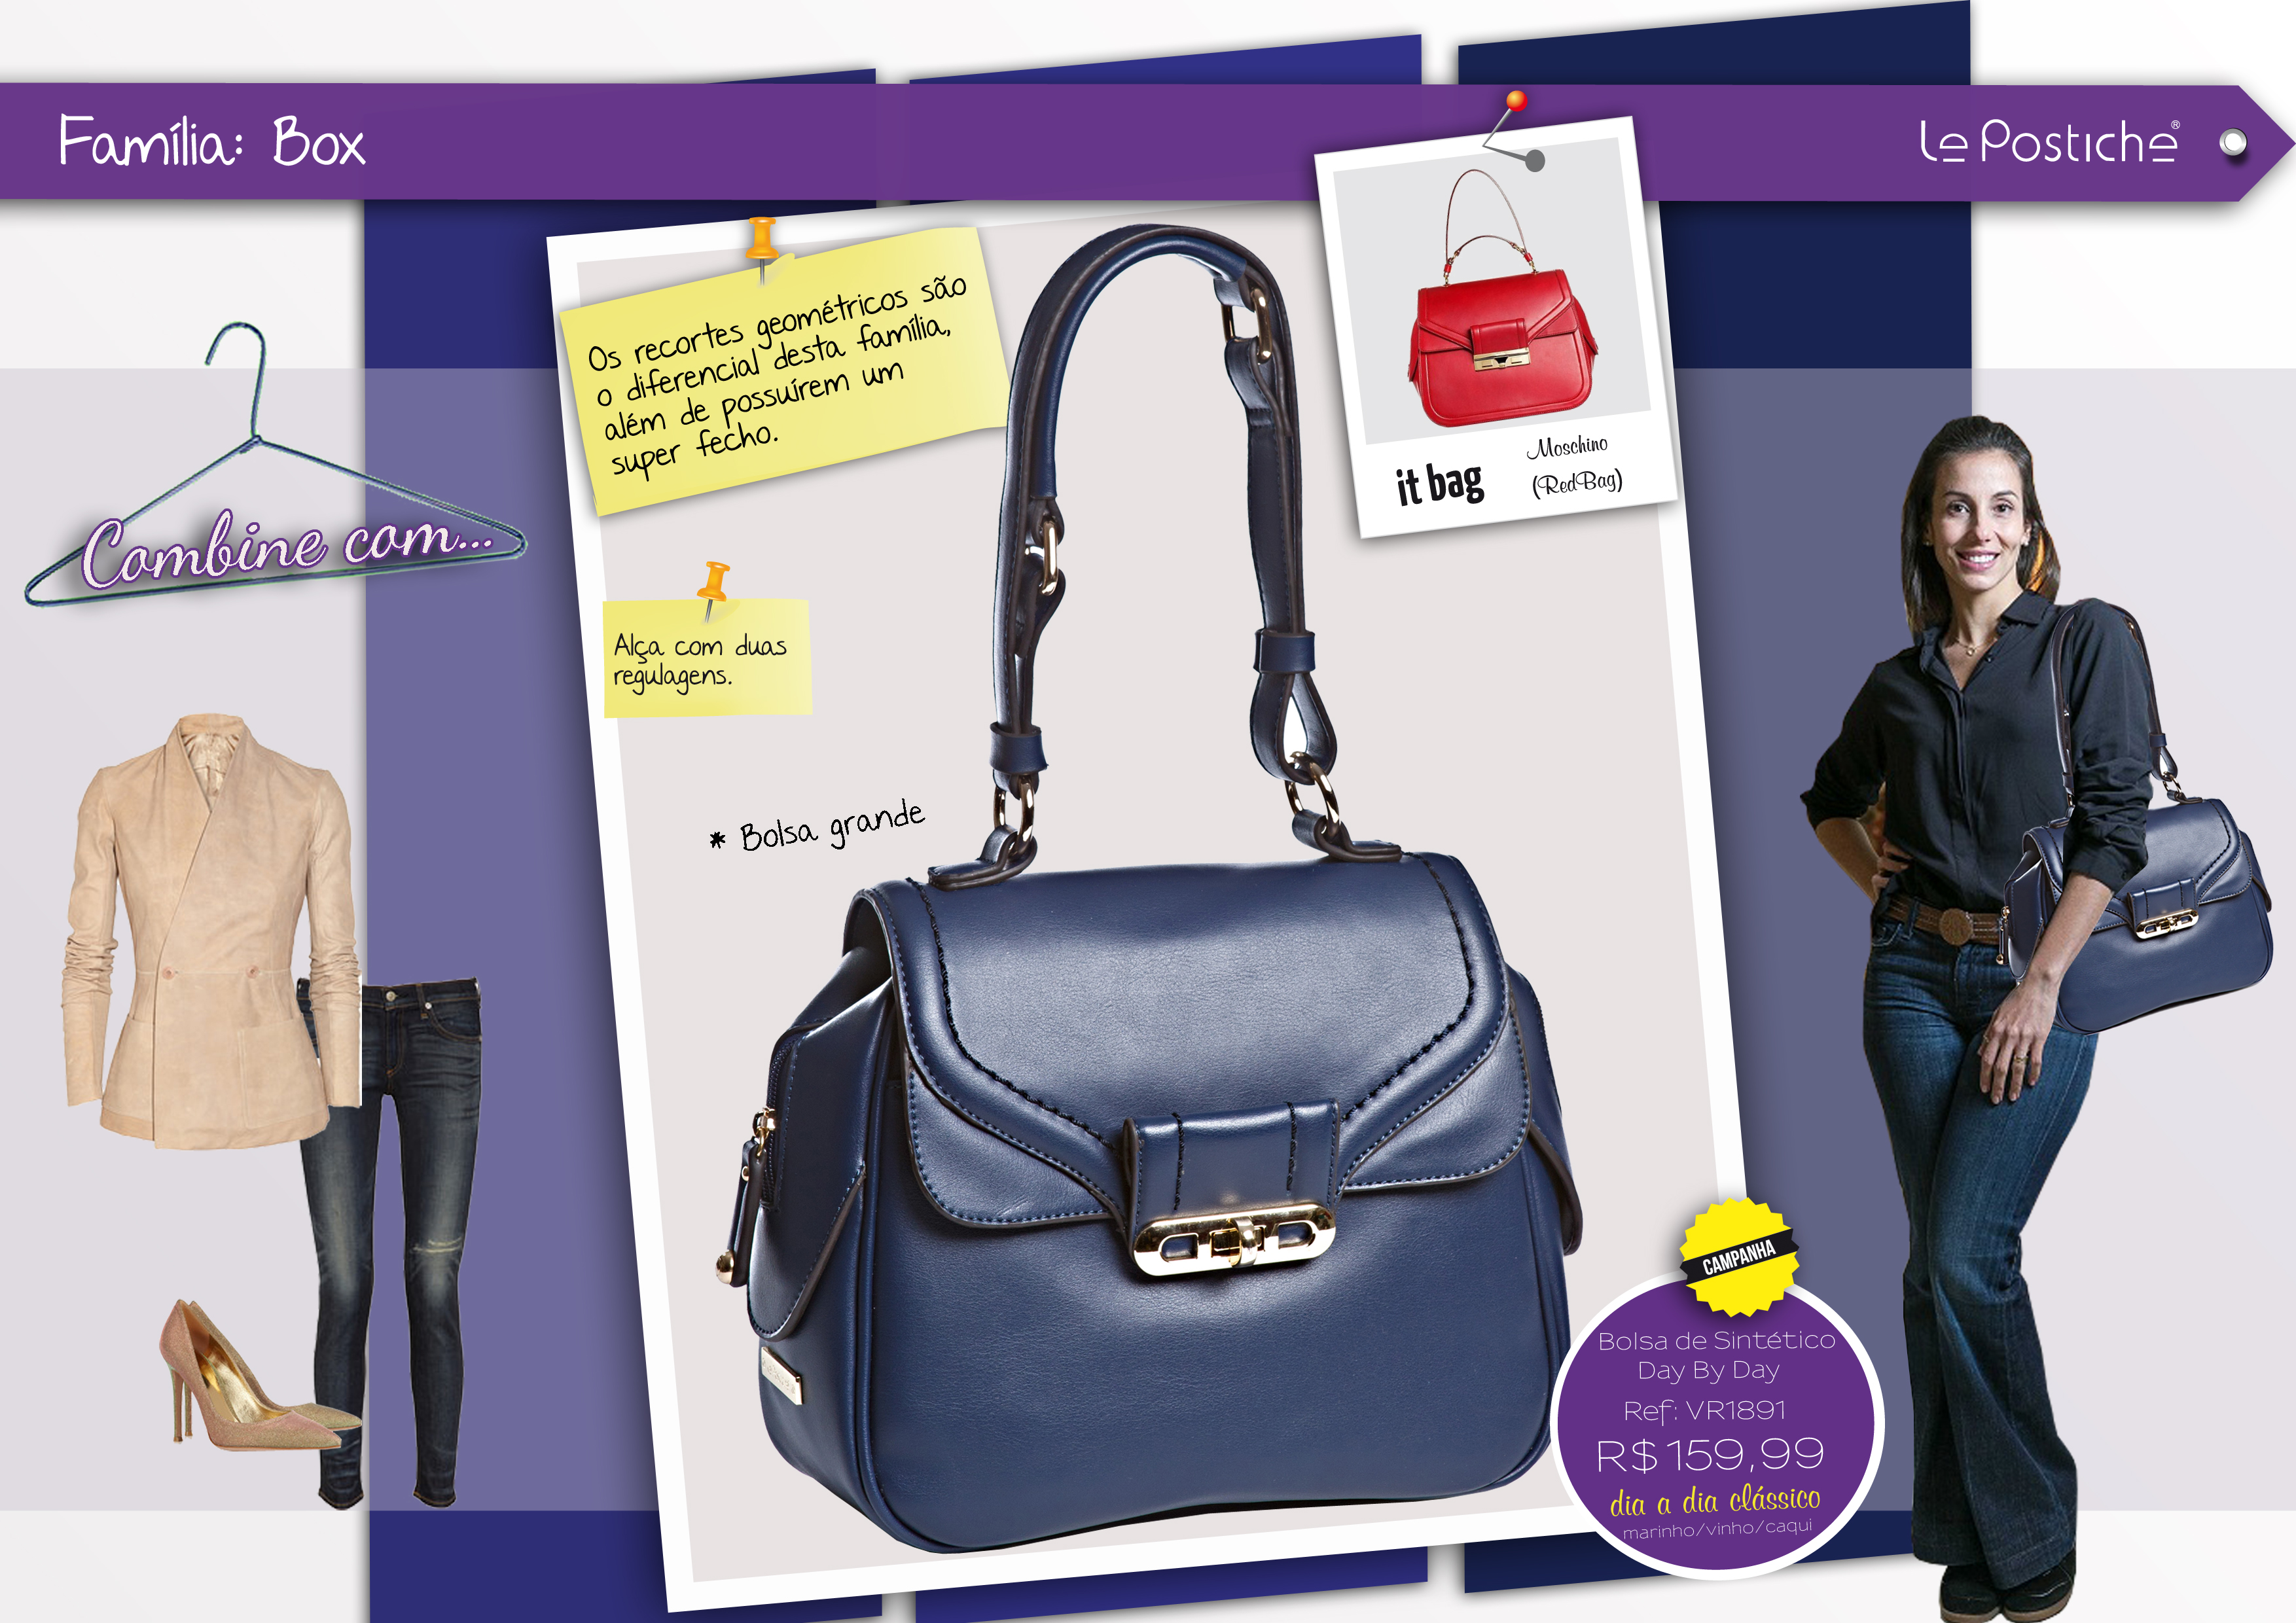 Família: Box
Le Postiche®
Os recortes geométricos são
o diferencial desta família,
além de possuírem um
super fecho.
it bag
Moschino
(RedBag)
Combine com...
Alça com duas
regulagens.
* Bolsa grande
CAMPANHA
Bolsa de Sintético
Day By Day
Ref: VR1891
R$ 159,99
dia a dia clássico
marinho/vinho/caqui